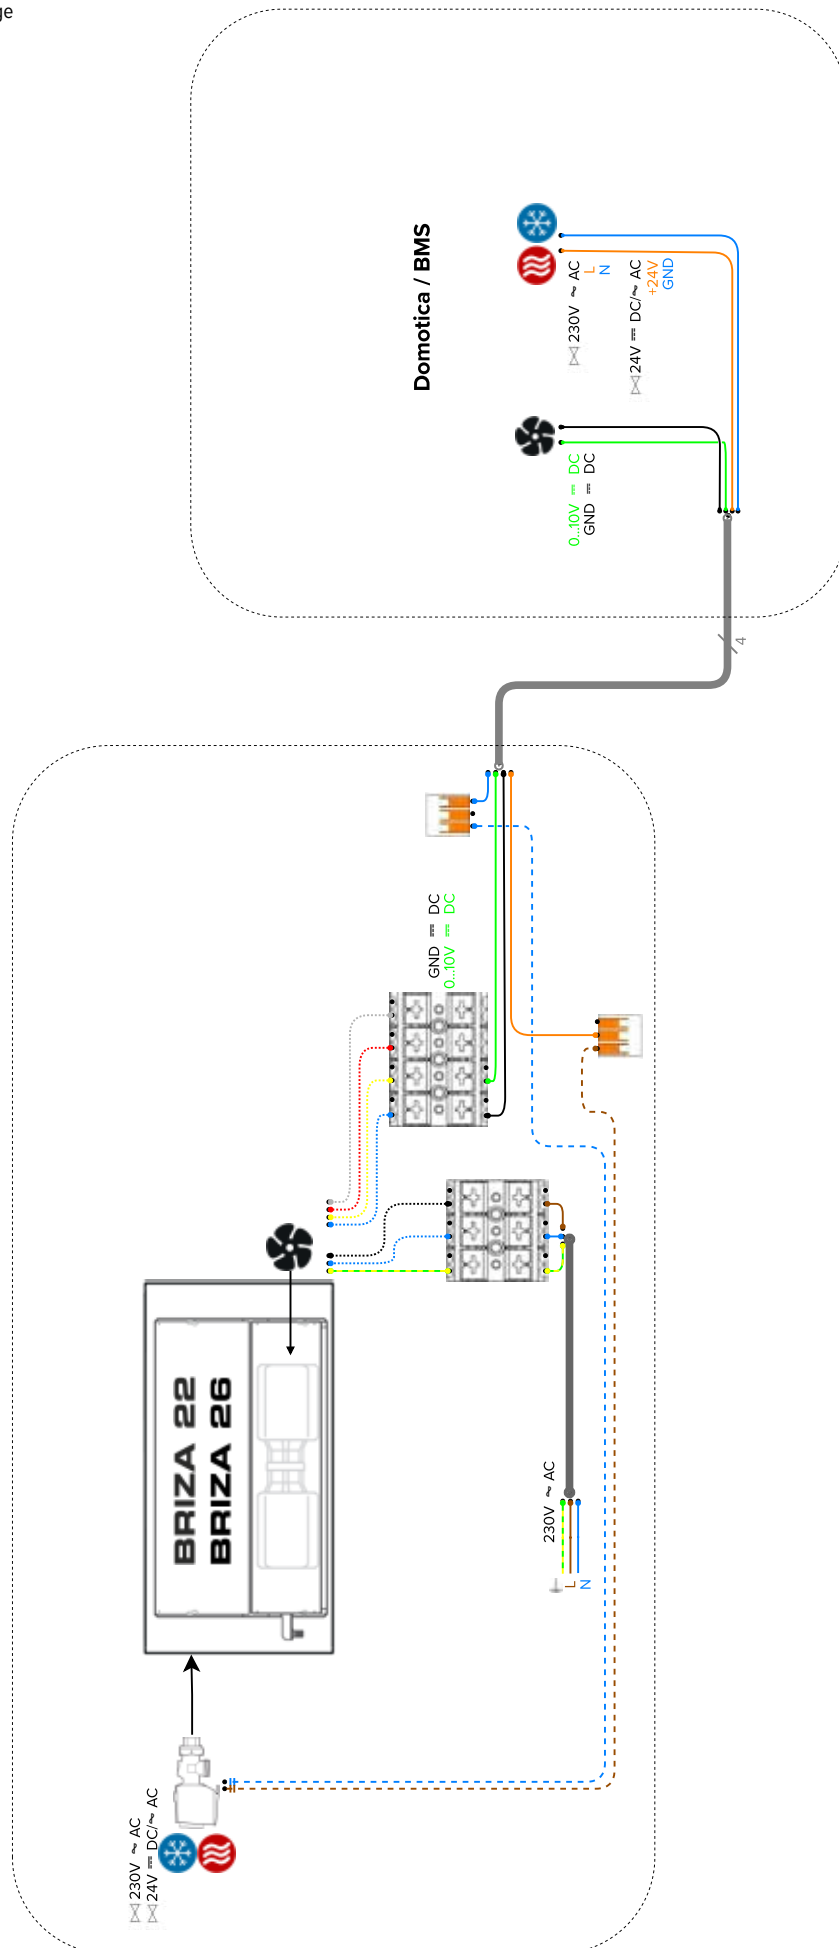 ge
Domotica / BMS
230V ~ AC
L
N
24V ⎓ DC/~ AC
+24V
GND
0...10V ⎓ DC
GND ⎓ DC
4
GND ⎓ DC
0...10V ⎓ DC
BRIZA 22
BRIZA 26
230V ~ AC
L
N
230V ~ AC
24V ⎓ DC/~ AC